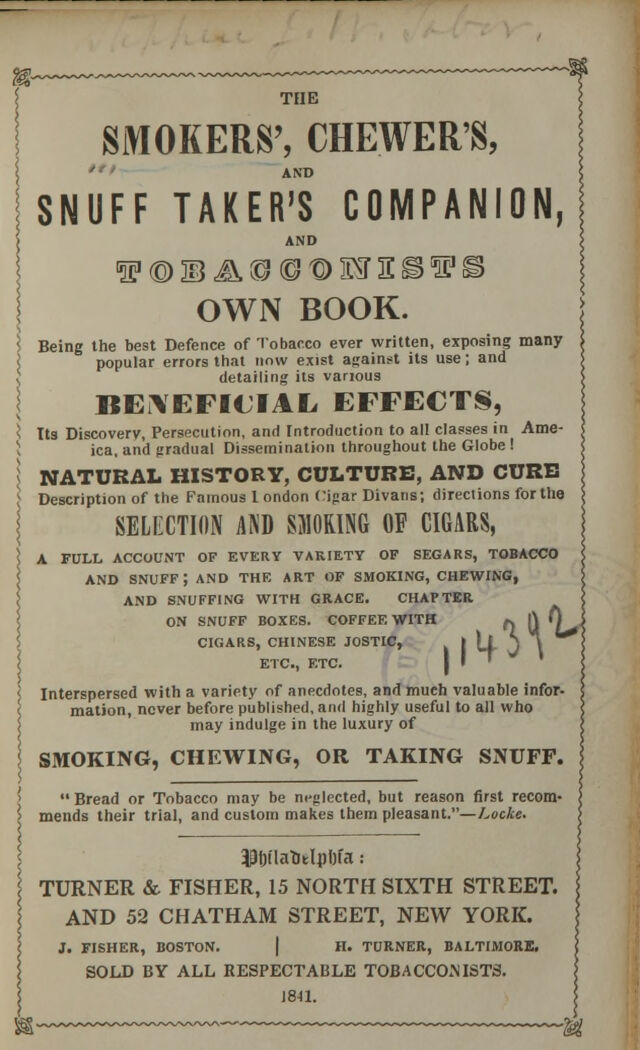 Stephen J. W. Tabor.
THE
SMOKERS', CHEWER'S,
AND
SNUFF TAKER'S COMPANION,
AND
TOBACCONISTS
OWN BOOK.
Being the best Defence of Tobacco ever written, exposing many
popular errors that now exist against its use; and
detailing its various
BENEFICIAL EFFECTS,
Its Discovery, Persecution, and Introduction to all classes in Ame-
ica, and gradual Dissemination throughout the Globe!
NATURAL HISTORY, CULTURE, AND CURE
Description of the Famous London Cigar Divans; directions for the
SELECTION AND SMOKING OF CIGARS,
A FULL ACCOUNT OF EVERY VARIETY OF SEGARS, TOBACCO
AND SNUFF; AND THE ART OF SMOKING, CHEWING,
AND SNUFFING WITH GRACE. CHAPTER
ON SNUFF BOXES. COFFEE WITH
CIGARS, CHINESE JOSTIC,
ETC., ETC.
114392
Interspersed with a variety of anecdotes, and much valuable infor-
mation, never before published, and highly useful to all who
may indulge in the luxury of
SMOKING, CHEWING, OR TAKING SNUFF.
"Bread or Tobacco may be neglected, but reason first recom-
mends their trial, and custom makes them pleasant."—Locke.
Philadelphia:
TURNER & FISHER, 15 NORTH SIXTH STREET.
AND 52 CHATHAM STREET, NEW YORK.
J. FISHER, BOSTON. | H. TURNER, BALTIMORE.
SOLD BY ALL RESPECTABLE TOBACCONISTS.
1841.